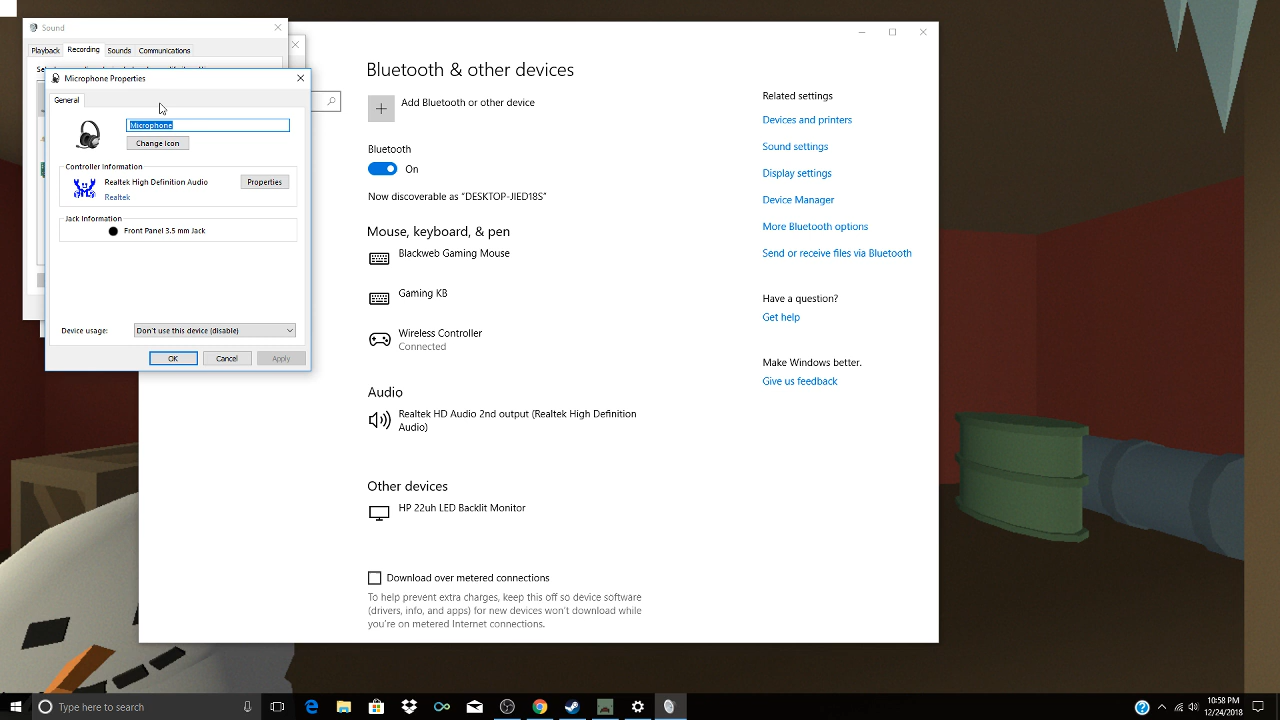 Sound
Playback Recording Sounds Communications
Microphone Properties
General
Microphone
Change Icon
Controller Information
Realtek High Definition Audio
Properties
Realtek
Jack Information
Front Panel 3.5 mm Jack
Device usage:
Don't use this device (disable)
OK Cancel Apply
Bluetooth & other devices
Add Bluetooth or other device
Bluetooth
On
Now discoverable as “DESKTOP-JIED18S”
Mouse, keyboard, & pen
Blackweb Gaming Mouse
Gaming KB
Wireless Controller
Connected
Audio
Realtek HD Audio 2nd output (Realtek High Definition
Audio)
Other devices
HP 22uh LED Backlit Monitor
Download over metered connections
To help prevent extra charges, keep this off so device software
(drivers, info, and apps) for new devices won't download while
you're on metered Internet connections.
Related settings
Devices and printers
Sound settings
Display settings
Device Manager
More Bluetooth options
Send or receive files via Bluetooth
Have a question?
Get help
Make Windows better.
Give us feedback
Type here to search
10:58 PM
12/24/2018